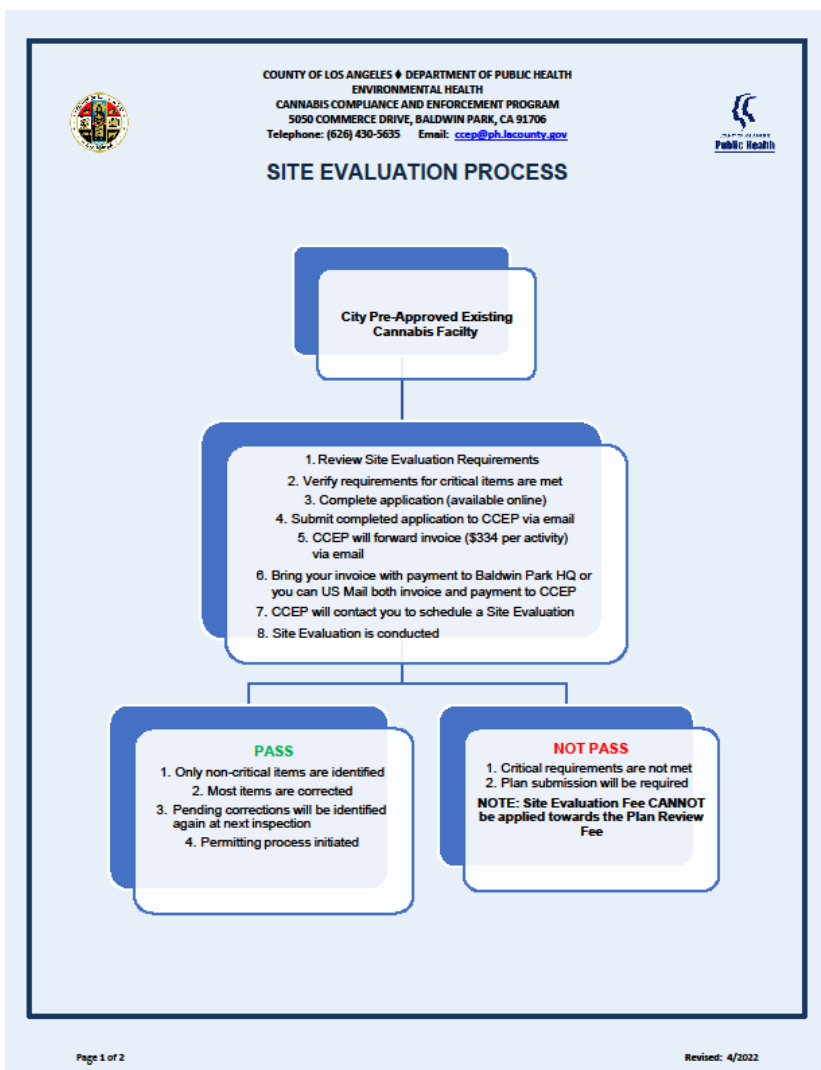 COUNTY OF LOS ANGELES ♦ DEPARTMENT OF PUBLIC HEALTH
ENVIRONMENTAL HEALTH
CANNABIS COMPLIANCE AND ENFORCEMENT PROGRAM
5050 COMMERCE DRIVE, BALDWIN PARK, CA 91706
Telephone: (626) 430-5635 Email: ccep@ph.lacounty.gov
Public Health
SITE EVALUATION PROCESS
City Pre-Approved Existing
Cannabis Facilty
1. Review Site Evaluation Requirements
2. Verify requirements for critical items are met
3. Complete application (available online)
4. Submit completed application to CCEP via email
5. CCEP will forward invoice ($334 per activity)
via email
6. Bring your invoice with payment to Baldwin Park HQ or
you can US Mail both invoice and payment to CCEP
7. CCEP will contact you to schedule a Site Evaluation
8. Site Evaluation is conducted
PASS
1. Only non-critical items are identified
2. Most items are corrected
3. Pending corrections will be identified
again at next inspection
4. Permitting process initiated
NOT PASS
1. Critical requirements are not met
2. Plan submission will be required
NOTE: Site Evaluation Fee CANNOT
be applied towards the Plan Review
Fee
Page 1 of 2
Revised: 4/2022